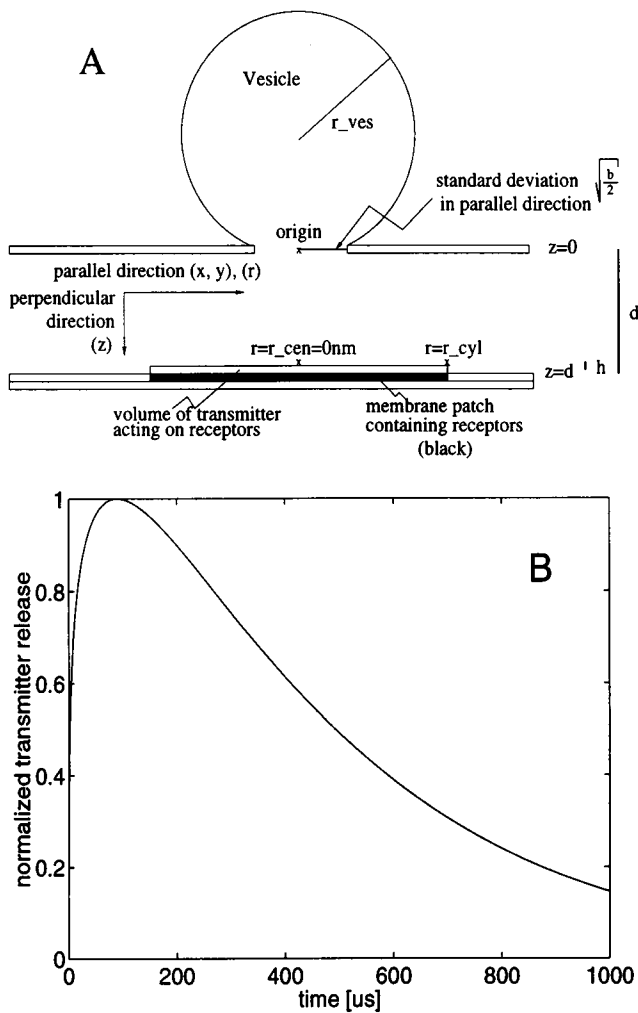 A
Vesicle
r_ves
standard deviation
in parallel direction √b/2
origin
z=0
parallel direction (x, y), (r)
perpendicular
direction
(z)
d
r=r_cen=0nm
r=r_cyl
z=d
h
volume of transmitter
acting on receptors
membrane patch
containing receptors
(black)
B
normalized transmitter release
1
0.8
0.6
0.4
0.2
0
0
200
400
600
800
1000
time [us]